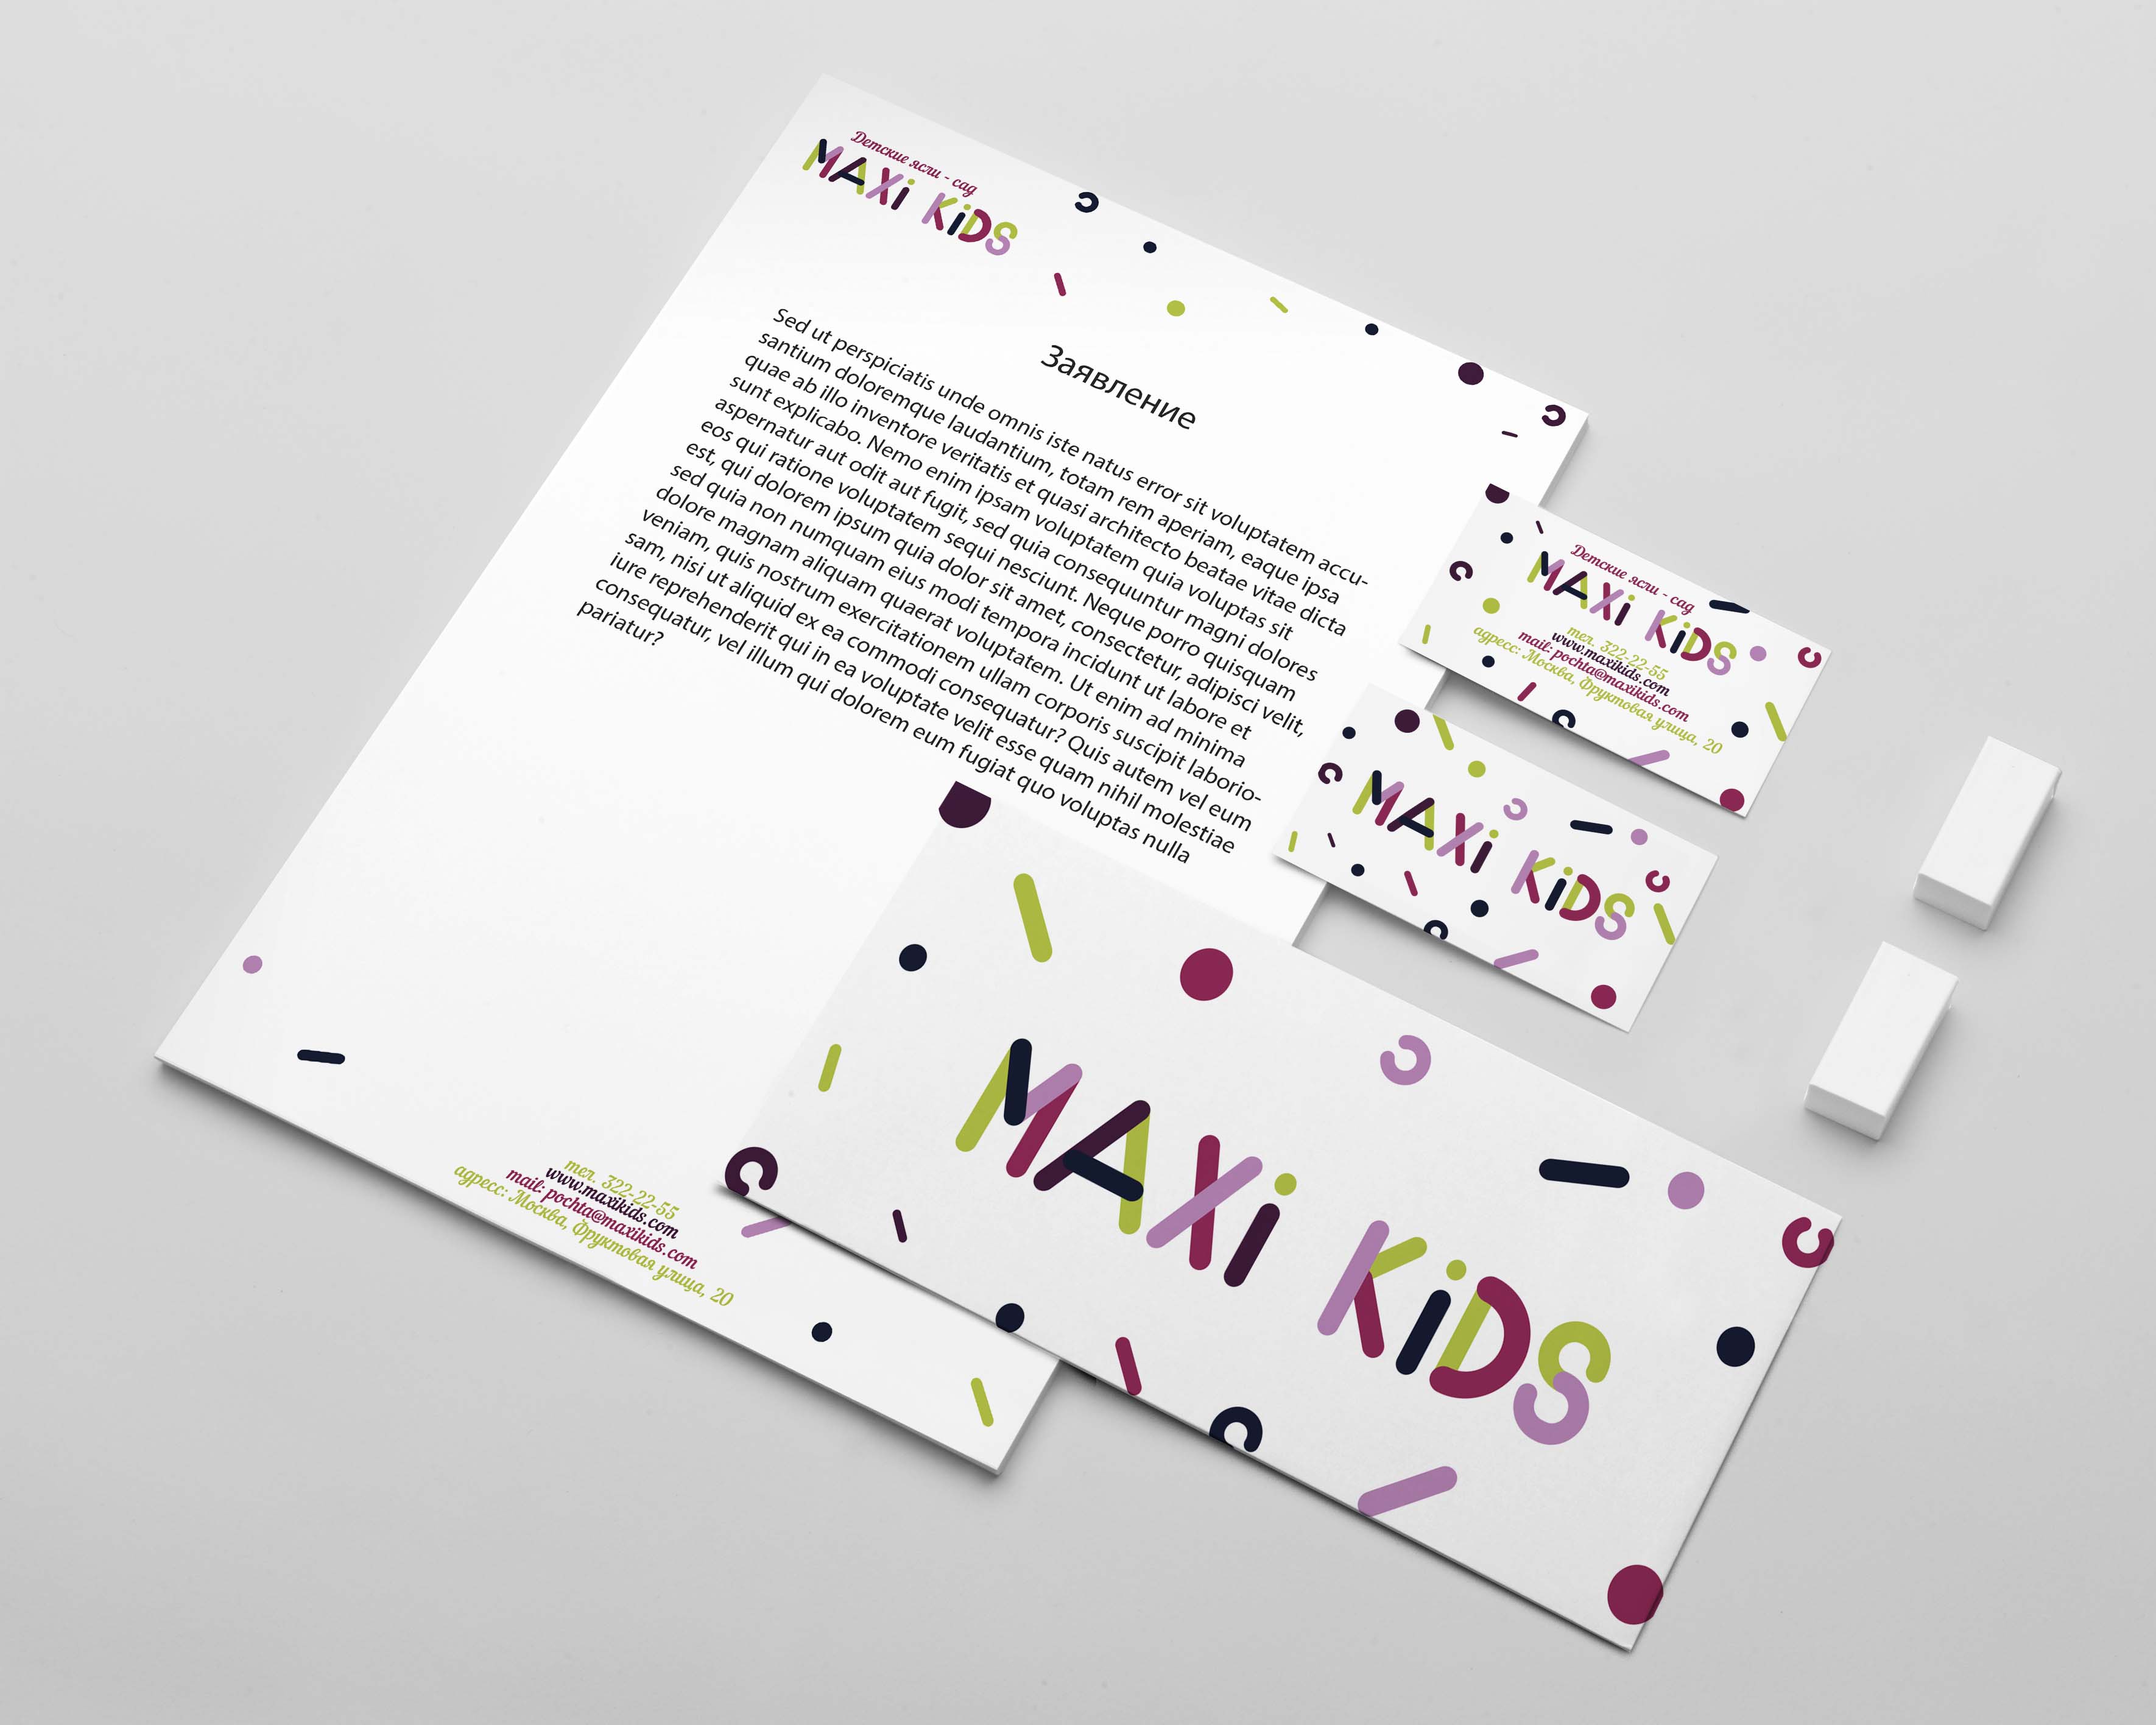 Детские ясли - сад
MAXi KiDS
Заявление
Sed ut perspiciatis unde omnis iste natus error sit voluptatem accu-
santium doloremque laudantium, totam rem aperiam, eaque ipsa
quae ab illo inventore veritatis et quasi architecto beatae vitae dicta
sunt explicabo. Nemo enim ipsam voluptatem quia voluptas sit
aspernatur aut odit aut fugit, sed quia consequuntur magni dolores
eos qui ratione voluptatem sequi nesciunt. Neque porro quisquam
est, qui dolorem ipsum quia dolor sit amet, consectetur, adipisci velit,
sed quia non numquam eius modi tempora incidunt ut labore et
dolore magnam aliquam quaerat voluptatem. Ut enim ad minima
veniam, quis nostrum exercitationem ullam corporis suscipit laborio-
sam, nisi ut aliquid ex ea commodi consequatur? Quis autem vel eum
iure reprehenderit qui in ea voluptate velit esse quam nihil molestiae
consequatur, vel illum qui dolorem eum fugiat quo voluptas nulla
pariatur?
тел. 322-22-55
www.maxikids.com
mail: pochta@maxikids.com
адресс: Москва, Фруктовая улица, 20
Детские ясли - сад
MAXi KiDS
тел. 322-22-55
www.maxikids.com
mail: pochta@maxikids.com
адресс: Москва, Фруктовая улица, 20
MAXi KiDS
MAXi KiDS